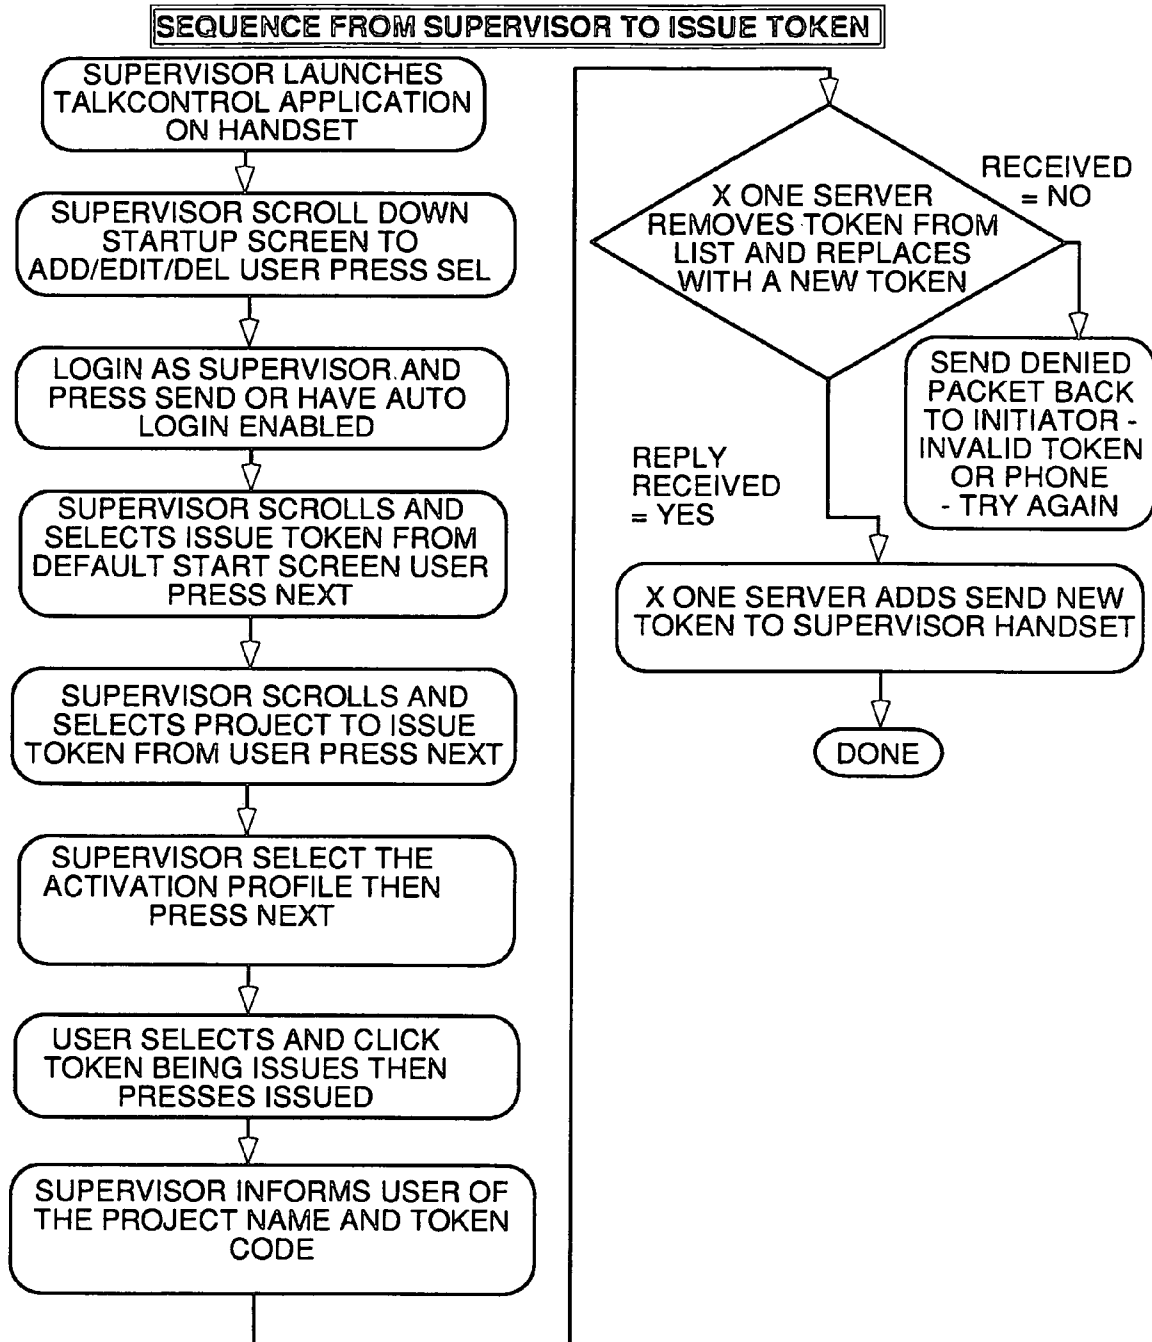 SEQUENCE FROM SUPERVISOR TO ISSUE TOKEN
SUPERVISOR LAUNCHES
TALKCONTROL APPLICATION
ON HANDSET
SUPERVISOR SCROLL DOWN
STARTUP SCREEN TO
ADD/EDIT/DEL USER PRESS SEL
LOGIN AS SUPERVISOR AND
PRESS SEND OR HAVE AUTO
LOGIN ENABLED
SUPERVISOR SCROLLS AND
SELECTS ISSUE TOKEN FROM
DEFAULT START SCREEN USER
PRESS NEXT
SUPERVISOR SCROLLS AND
SELECTS PROJECT TO ISSUE
TOKEN FROM USER PRESS NEXT
SUPERVISOR SELECT THE
ACTIVATION PROFILE THEN
PRESS NEXT
USER SELECTS AND CLICK
TOKEN BEING ISSUES THEN
PRESSES ISSUED
SUPERVISOR INFORMS USER OF
THE PROJECT NAME AND TOKEN
CODE
X ONE SERVER
REMOVES TOKEN FROM
LIST AND REPLACES
WITH A NEW TOKEN
RECEIVED
= NO
SEND DENIED
PACKET BACK
TO INITIATOR -
INVALID TOKEN
OR PHONE
- TRY AGAIN
REPLY
RECEIVED
= YES
X ONE SERVER ADDS SEND NEW
TOKEN TO SUPERVISOR HANDSET
DONE